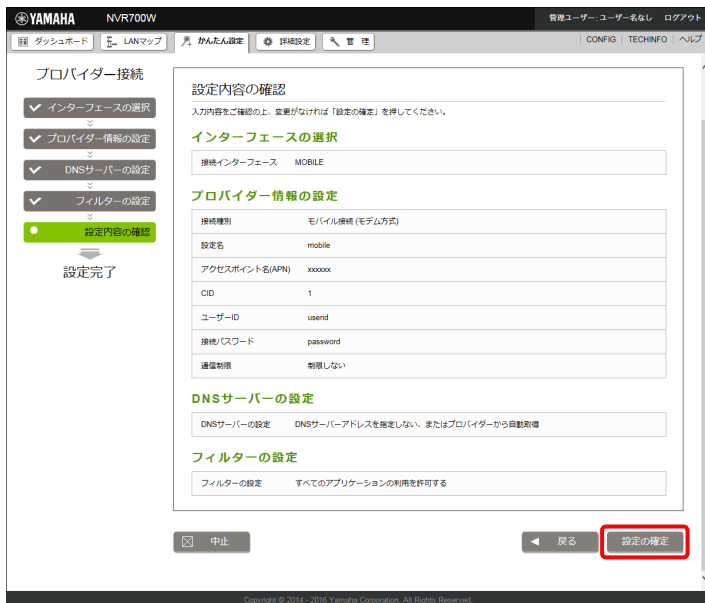 YAMAHA NVR700W 管理ユーザー:ユーザー名なし ログアウト
ダッシュボード LANマップ かんたん設定 詳細設定 管 理 CONFIG TECHINFO ヘルプ
プロバイダー接続
インターフェースの選択
プロバイダー情報の設定
DNSサーバーの設定
フィルターの設定
設定内容の確認
設定完了
設定内容の確認
入力内容をご確認の上、変更がなければ「設定の確定」を押してください。
インターフェースの選択
接続インターフェース MOBILE
プロバイダー情報の設定
接続種別 モバイル接続 (モデム方式)
設定名 mobile
アクセスポイント名(APN) xxxxxx
CID 1
ユーザーID userid
接続パスワード password
通信制限 制限しない
DNSサーバーの設定
DNSサーバーの設定 DNSサーバーアドレスを指定しない、またはプロバイダーから自動取得
フィルターの設定
フィルターの設定 すべてのアプリケーションの利用を許可する
中止 戻る 設定の確定
Copyright © 2014 - 2016 Yamaha Corporation. All Rights Reserved.